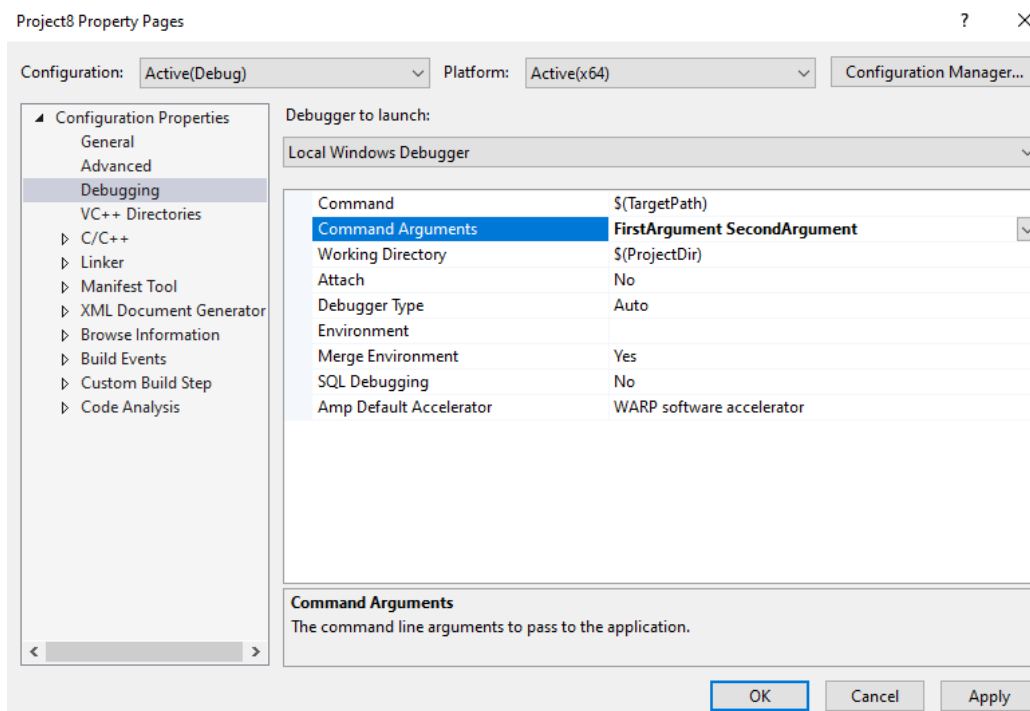 Project8 Property Pages
Configuration: Active(Debug) Platform: Active(x64) Configuration Manager...
Configuration Properties
General
Advanced
Debugging
VC++ Directories
C/C++
Linker
Manifest Tool
XML Document Generator
Browse Information
Build Events
Custom Build Step
Code Analysis
Debugger to launch:
Local Windows Debugger
Command $(TargetPath)
Command Arguments FirstArgument SecondArgument
Working Directory $(ProjectDir)
Attach No
Debugger Type Auto
Environment
Merge Environment Yes
SQL Debugging No
Amp Default Accelerator WARP software accelerator
Command Arguments
The command line arguments to pass to the application.
OK Cancel Apply